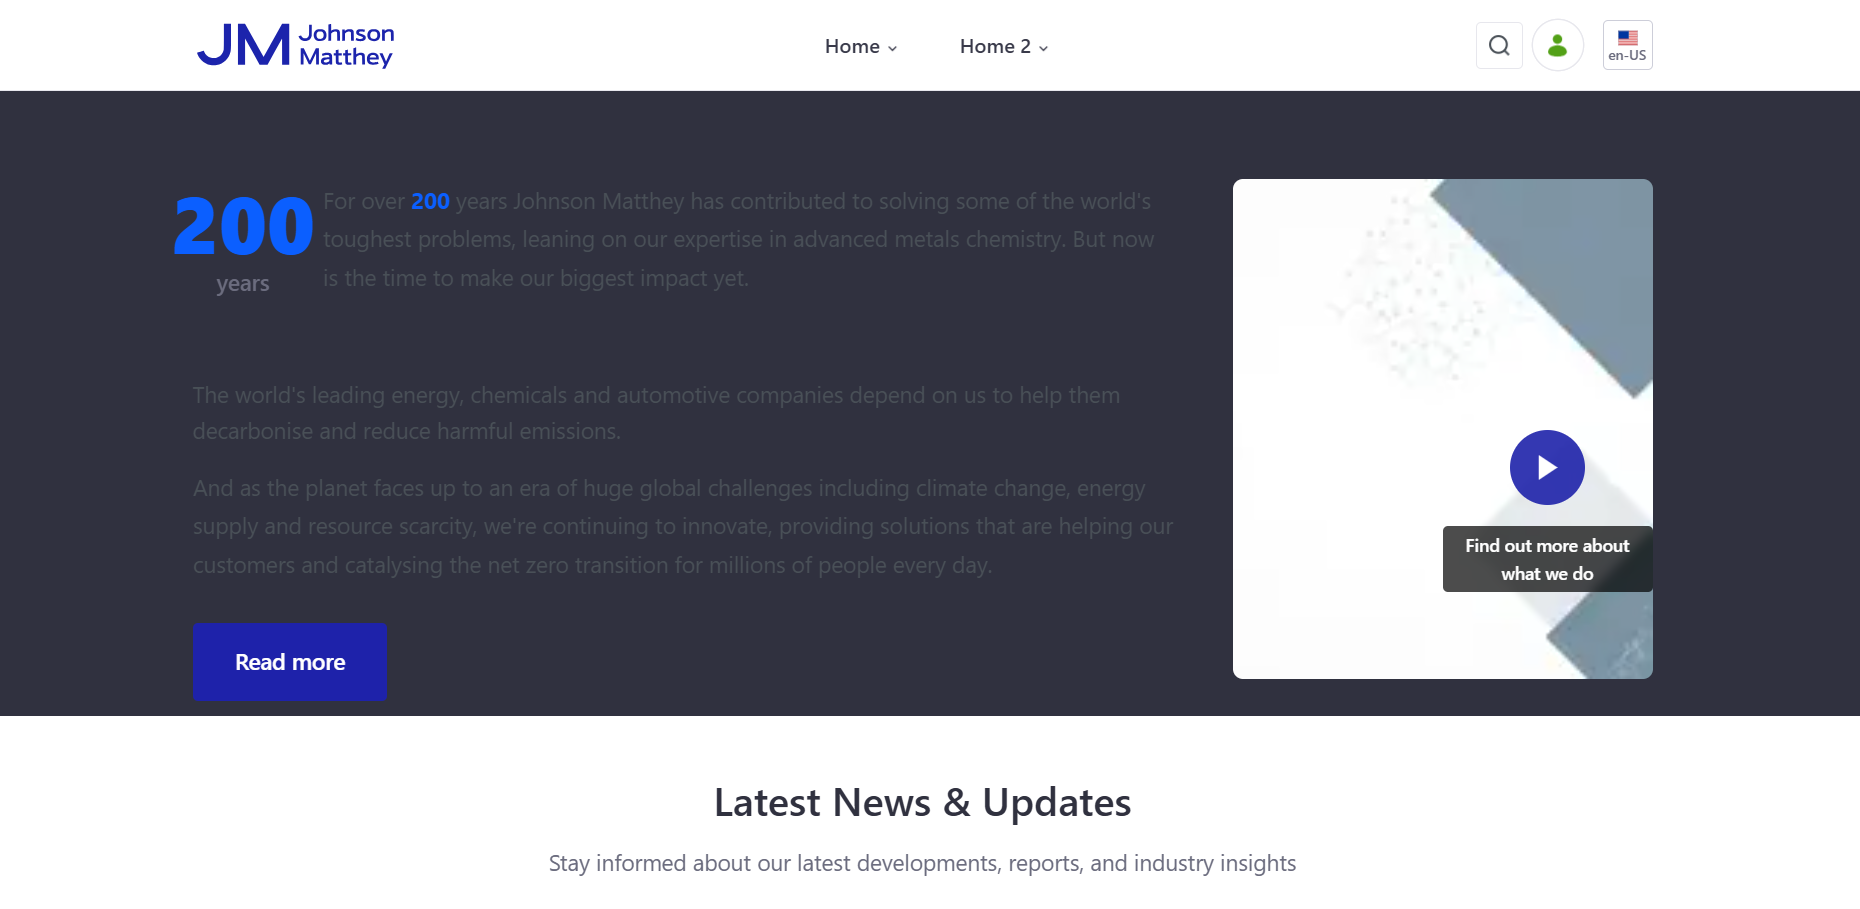 JM Johnson
Matthey
Home
Home 2
en-US
200
years
For over 200 years Johnson Matthey has contributed to solving some of the world's
toughest problems, leaning on our expertise in advanced metals chemistry. But now
is the time to make our biggest impact yet.
The world's leading energy, chemicals and automotive companies depend on us to help them
decarbonise and reduce harmful emissions.
And as the planet faces up to an era of huge global challenges including climate change, energy
supply and resource scarcity, we're continuing to innovate, providing solutions that are helping our
customers and catalysing the net zero transition for millions of people every day.
Read more
Find out more about
what we do
Latest News & Updates
Stay informed about our latest developments, reports, and industry insights